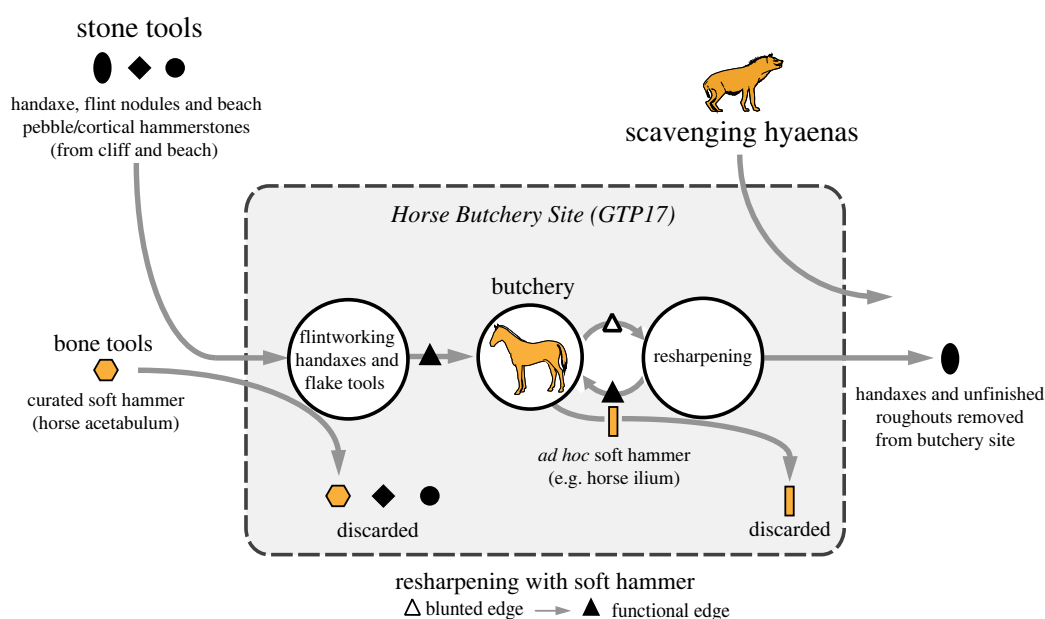 stone tools
handaxe, flint nodules and beach
pebble/cortical hammerstones
(from cliff and beach)
scavenging hyaenas
Horse Butchery Site (GTP17)
butchery
flintworking
handaxes and
flake tools
resharpening
bone tools
curated soft hammer
(horse acetabulum)
handaxes and unfinished
roughouts removed
from butchery site
ad hoc soft hammer
(e.g. horse ilium)
discarded
discarded
resharpening with soft hammer
blunted edge
functional edge